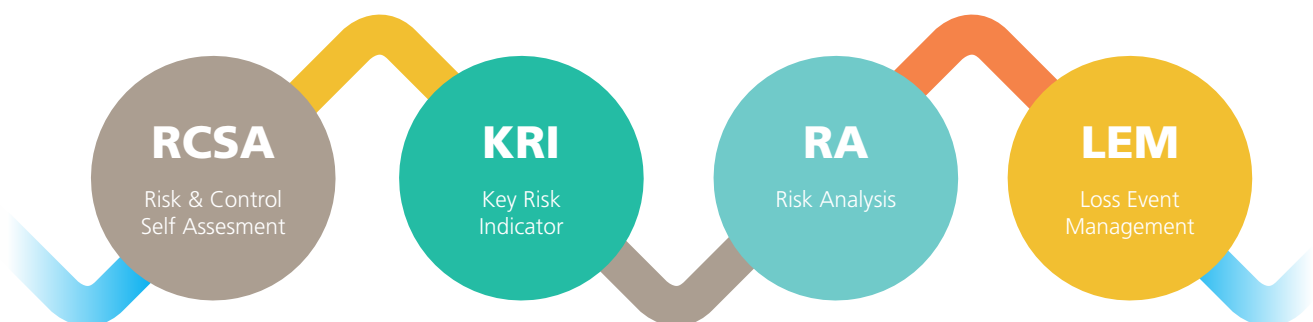 RCSA
Risk & Control
Self Assesment
KRI
Key Risk
Indicator
RA
Risk Analysis
LEM
Loss Event
Management